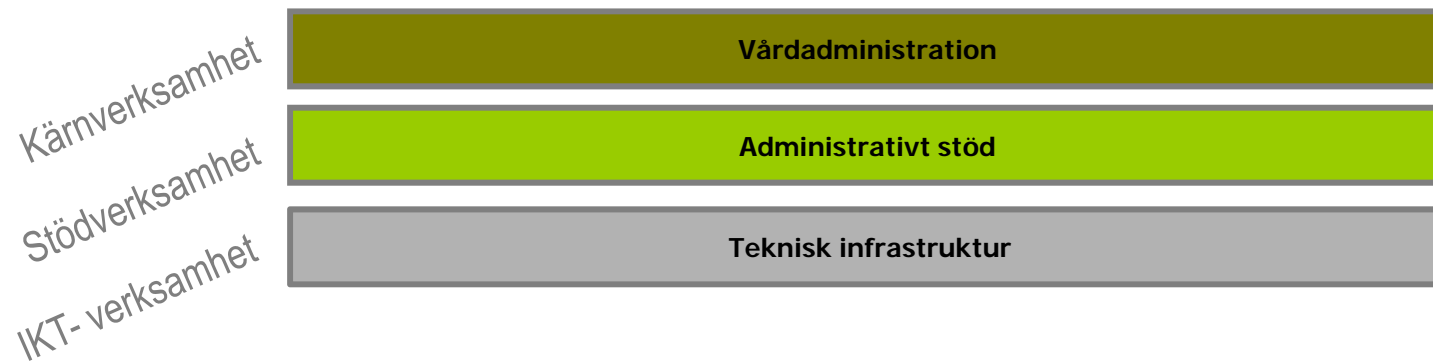 Kärnverksamhet
Vårdadministration
Stödverksamhet
Administrativt stöd
IKT- verksamhet
Teknisk infrastruktur